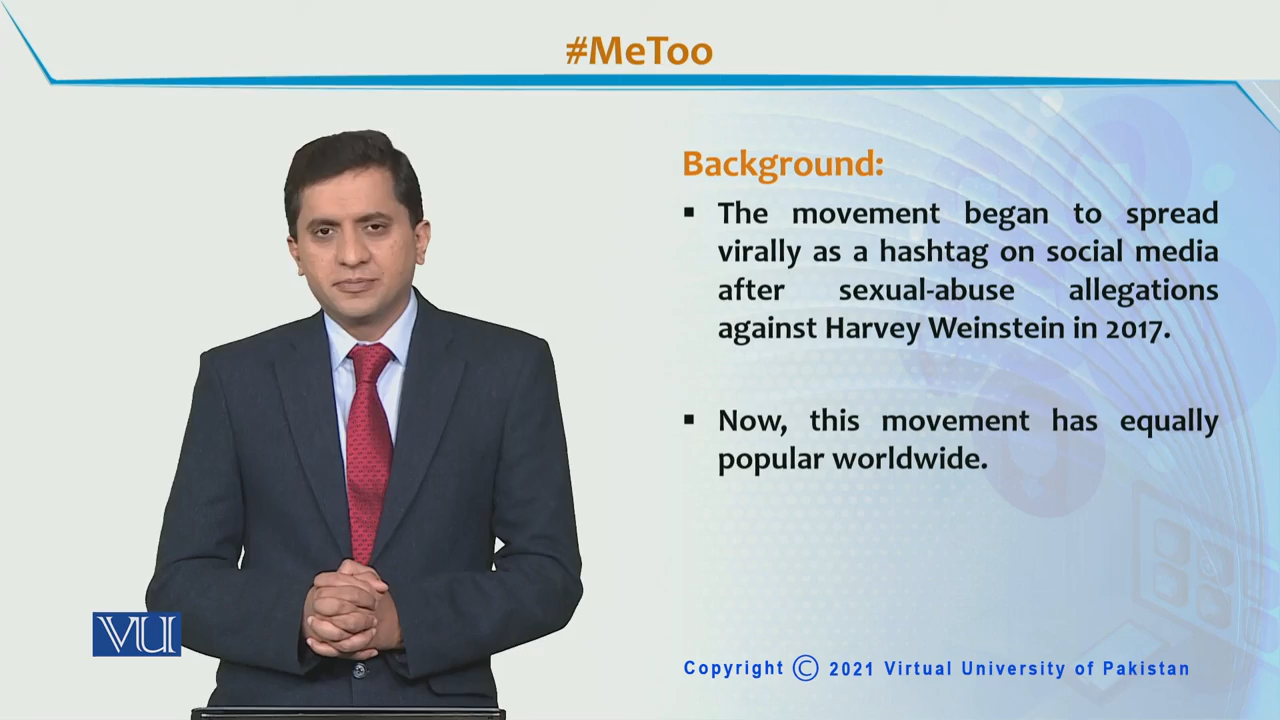 #MeToo
Background:
▪ The movement began to spread
virally as a hashtag on social media
after sexual-abuse allegations
against Harvey Weinstein in 2017.
▪ Now, this movement has equally
popular worldwide.
VU
Copyright © 2021 Virtual University of Pakistan